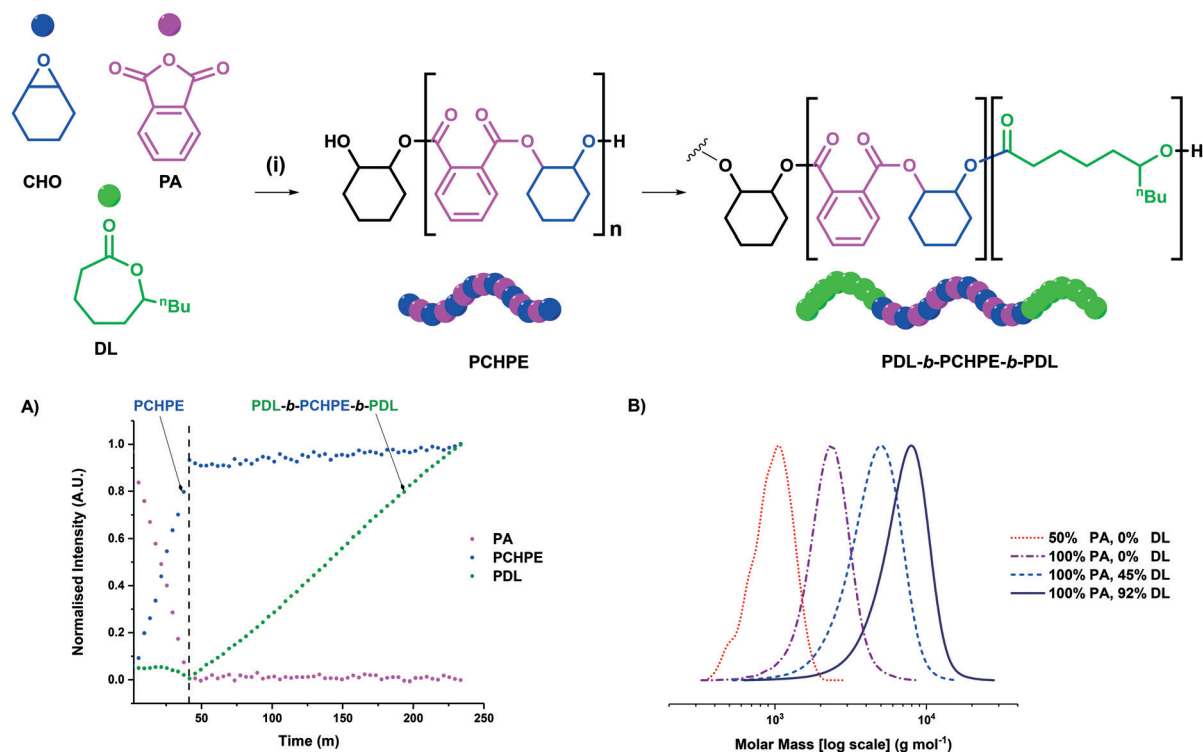 O
CHO
O
O
O
PA
O
O
nBu
DL
(i)
HO
O
O
O
O
O
H
n
PCHPE
O
O
O
O
O
O
O
O
H
nBu
PDL-b-PCHPE-b-PDL
A)
PCHPE
PDL-b-PCHPE-b-PDL
Normalised Intensity (A.U.)
1.0
0.8
0.6
0.4
0.2
0.0
PA
PCHPE
PDL
50
100
150
200
250
Time (m)
B)
50% PA, 0% DL
100% PA, 0% DL
100% PA, 45% DL
100% PA, 92% DL
10³
10⁴
Molar Mass [log scale] (g mol⁻¹)